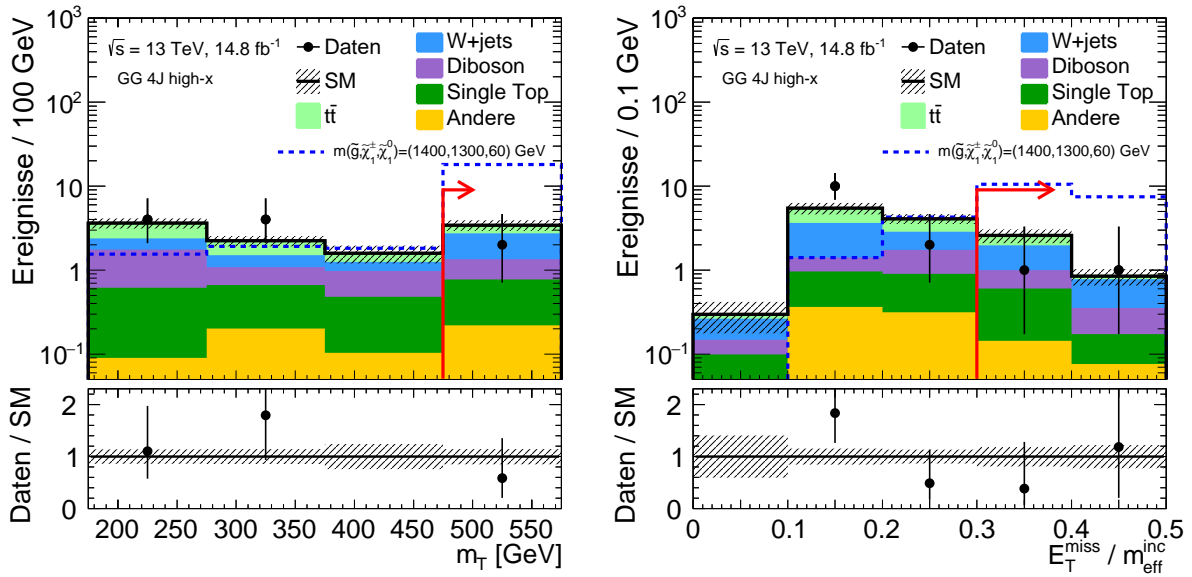 Ereignisse / 100 GeV
10³
10²
10
1
10⁻¹
√s = 13 TeV, 14.8 fb⁻¹
GG 4J high-x
Daten
SM
tt̄
W+jets
Diboson
Single Top
Andere
m(g̃,χ̃₁±,χ̃₁⁰)=(1400,1300,60) GeV
Daten / SM
2
1
0
200 250 300 350 400 450 500 550
m_T [GeV]
Ereignisse / 0.1 GeV
10³
10²
10
1
10⁻¹
√s = 13 TeV, 14.8 fb⁻¹
GG 4J high-x
Daten
SM
tt̄
W+jets
Diboson
Single Top
Andere
m(g̃,χ̃₁±,χ̃₁⁰)=(1400,1300,60) GeV
Daten / SM
2
1
0
0 0.1 0.2 0.3 0.4 0.5
E_T^miss / m_eff^inc